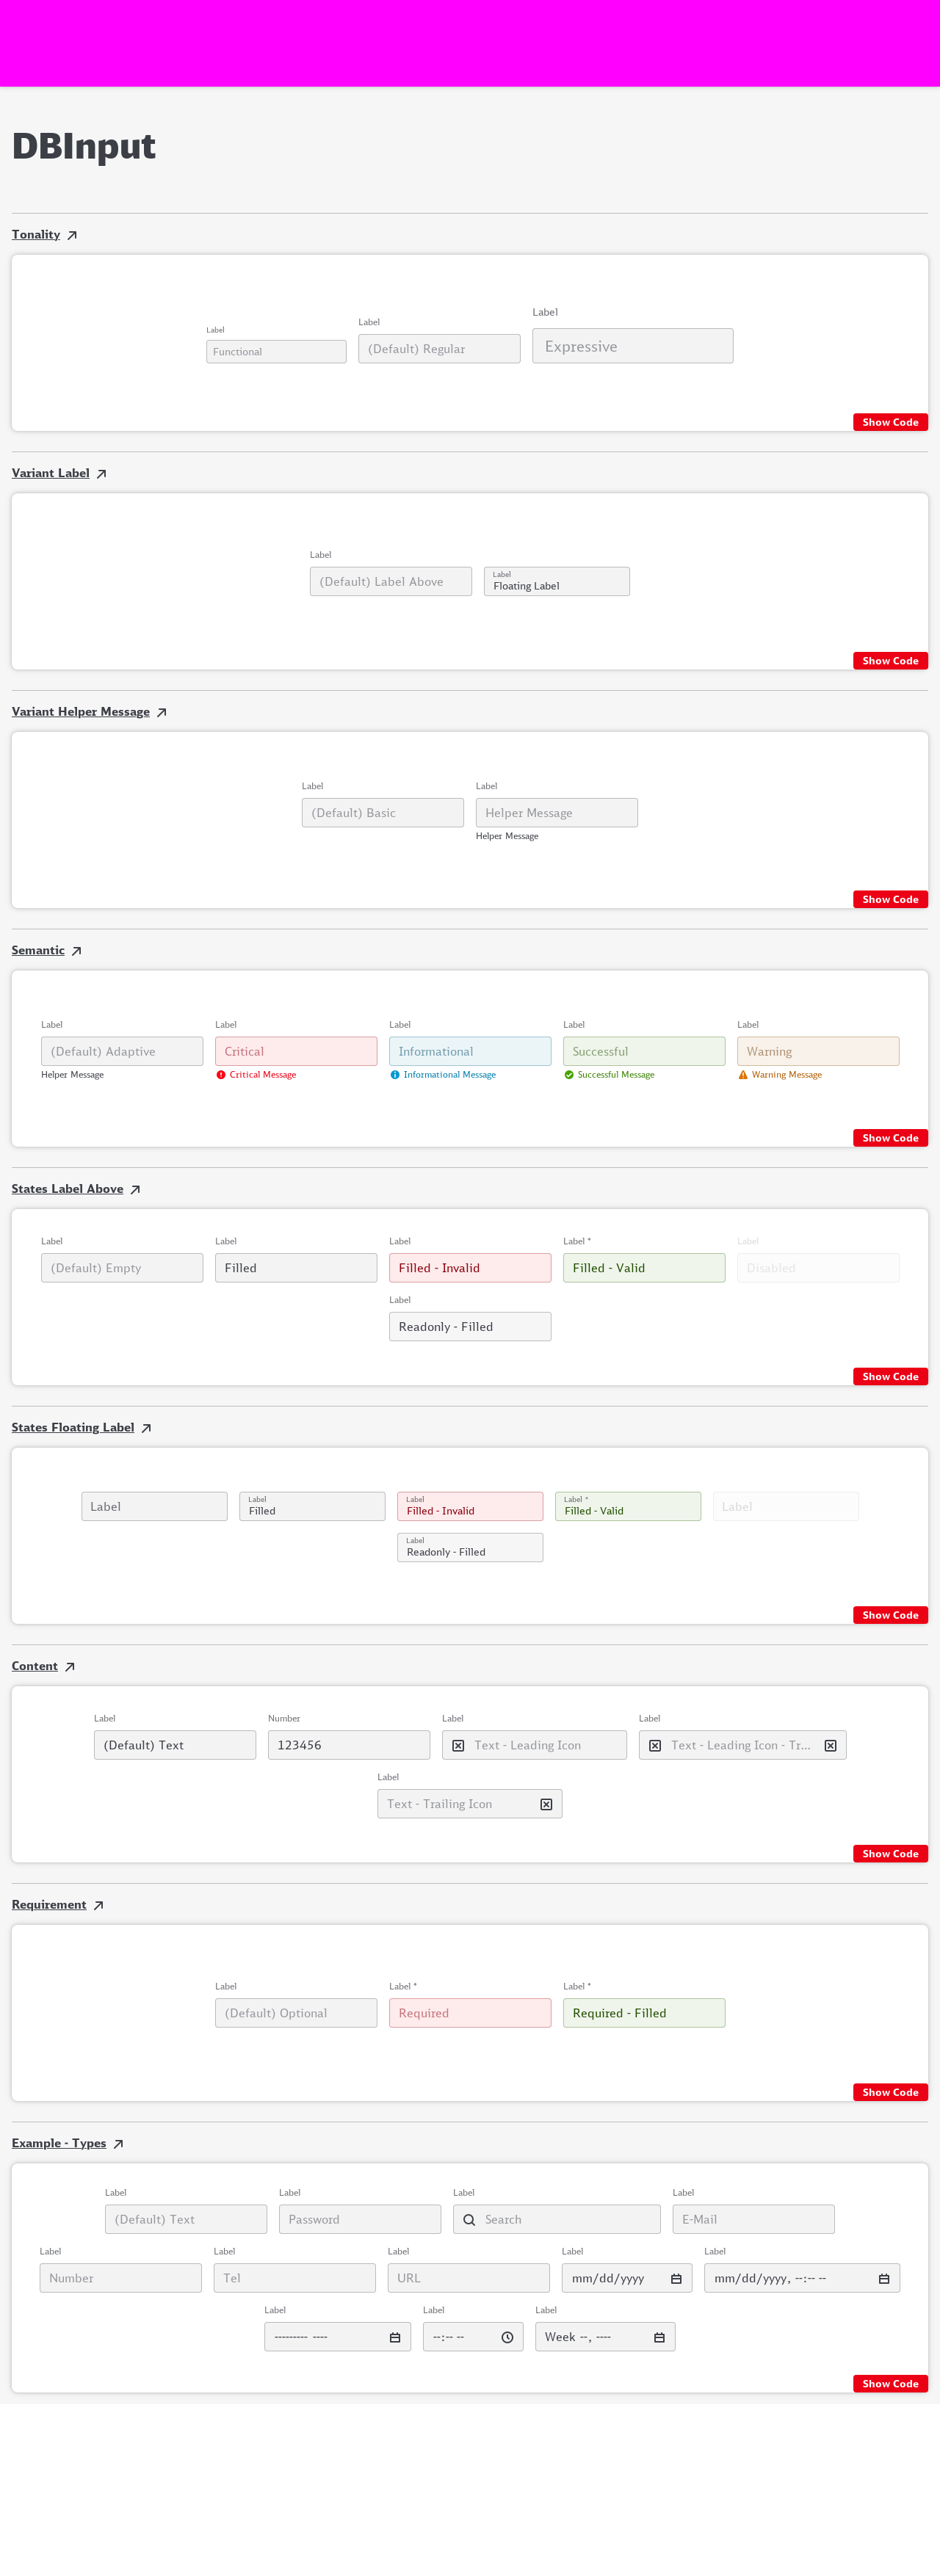 DBInput
Tonality
Label
Label
Label
Functional
(Default) Regular
Expressive
Show Code
Variant Label
Label
(Default) Label Above
Label
Floating Label
Show Code
Variant Helper Message
Label
Label
(Default) Basic
Helper Message
Helper Message
Show Code
Semantic
Label
Label
Label
Label
Label
(Default) Adaptive
Critical
Informational
Successful
Warning
Helper Message
Critical Message
Informational Message
Successful Message
Warning Message
Show Code
States Label Above
Label
Label
Label
Label *
Label
(Default) Empty
Filled
Filled - Invalid
Filled - Valid
Disabled
Label
Readonly - Filled
Show Code
States Floating Label
Label
Label
Filled
Label
Filled - Invalid
Label *
Filled - Valid
Label
Label
Readonly - Filled
Show Code
Content
Label
Number
Label
Label
(Default) Text
123456
Text - Leading Icon
Text - Leading Icon - Tr...
Label
Text - Trailing Icon
Show Code
Requirement
Label
Label *
Label *
(Default) Optional
Required
Required - Filled
Show Code
Example - Types
Label
Label
Label
Label
(Default) Text
Password
Search
E-Mail
Label
Label
Label
Label
Label
Number
Tel
URL
mm/dd/yyyy
mm/dd/yyyy, --:-- --
Label
Label
Label
--------- ----
--:-- --
Week --, ----
Show Code